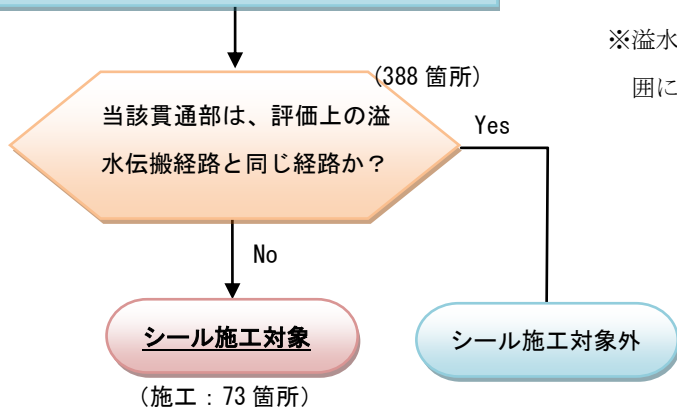 ※溢水
囲に
(388 箇所)
当該貫通部は、評価上の溢
水伝搬経路と同じ経路か？
Yes
No
シール施工対象
シール施工対象外
(施工：73 箇所)